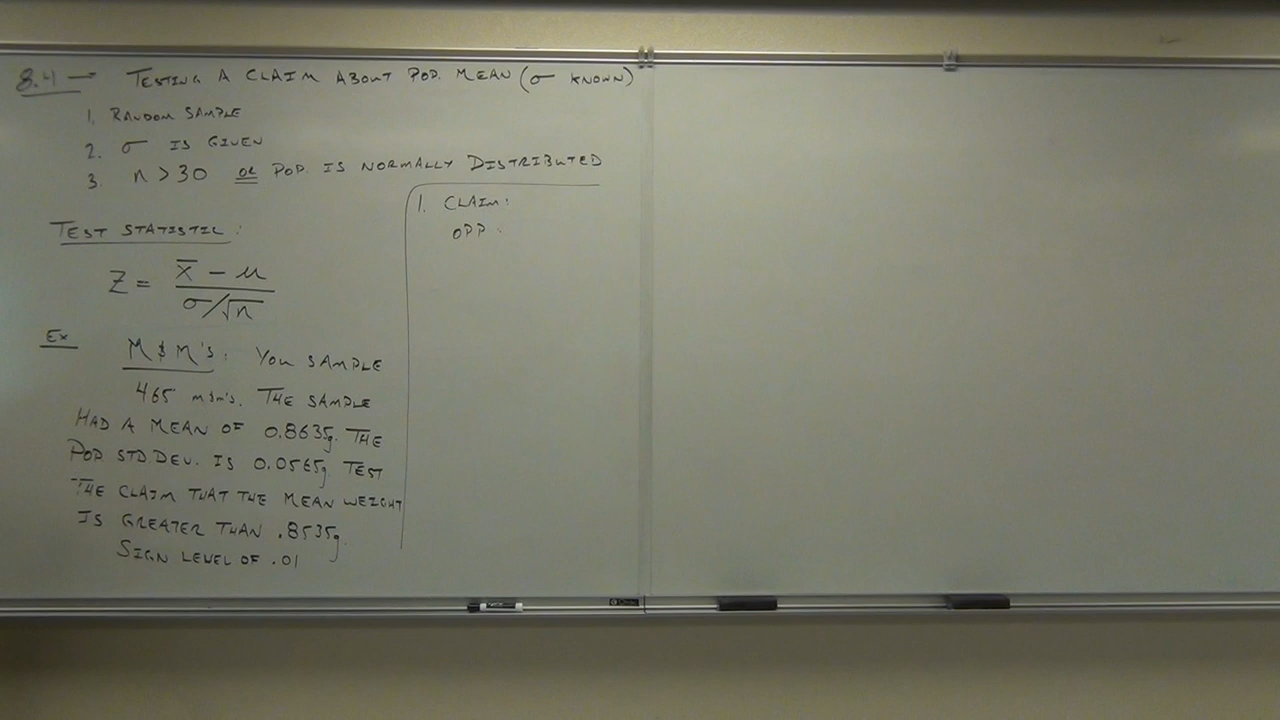 8.4 → TESTING A CLAIM ABOUT POP. MEAN (σ KNOWN)
1. RANDOM SAMPLE
2. σ IS GIVEN
3. n > 30 OR POP. IS NORMALLY DISTRIBUTED
TEST STATISTIC:
Z = (x̄ − μ) / (σ/√n)
EX
M&M's: YOU SAMPLE
465 m&m's. THE SAMPLE
HAD A MEAN OF 0.8635g. THE
POP STD.DEV. IS 0.0565g. TEST
THE CLAIM THAT THE MEAN WEIGHT
IS GREATER THAN .8535g.
SIGN LEVEL OF .01
1. CLAIM:
OPP: